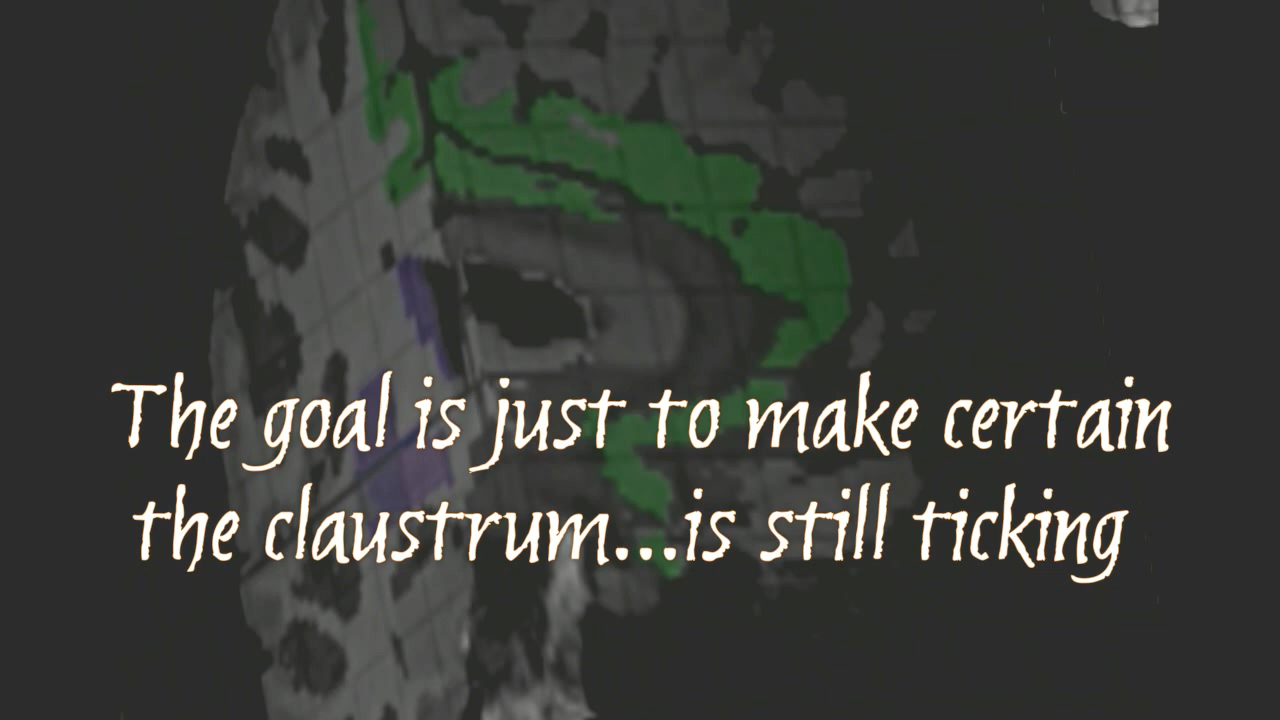 The goal is just to make certain
the claustrum...is still ticking